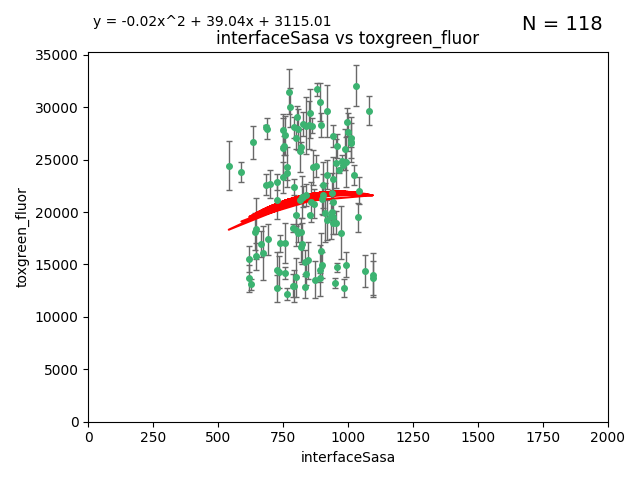 y = -0.02x^2 + 39.04x + 3115.01
N = 118
interfaceSasa vs toxgreen_fluor
35000
30000
25000
20000
15000
10000
5000
0
toxgreen_fluor
0 250 500 750 1000 1250 1500 1750 2000
interfaceSasa